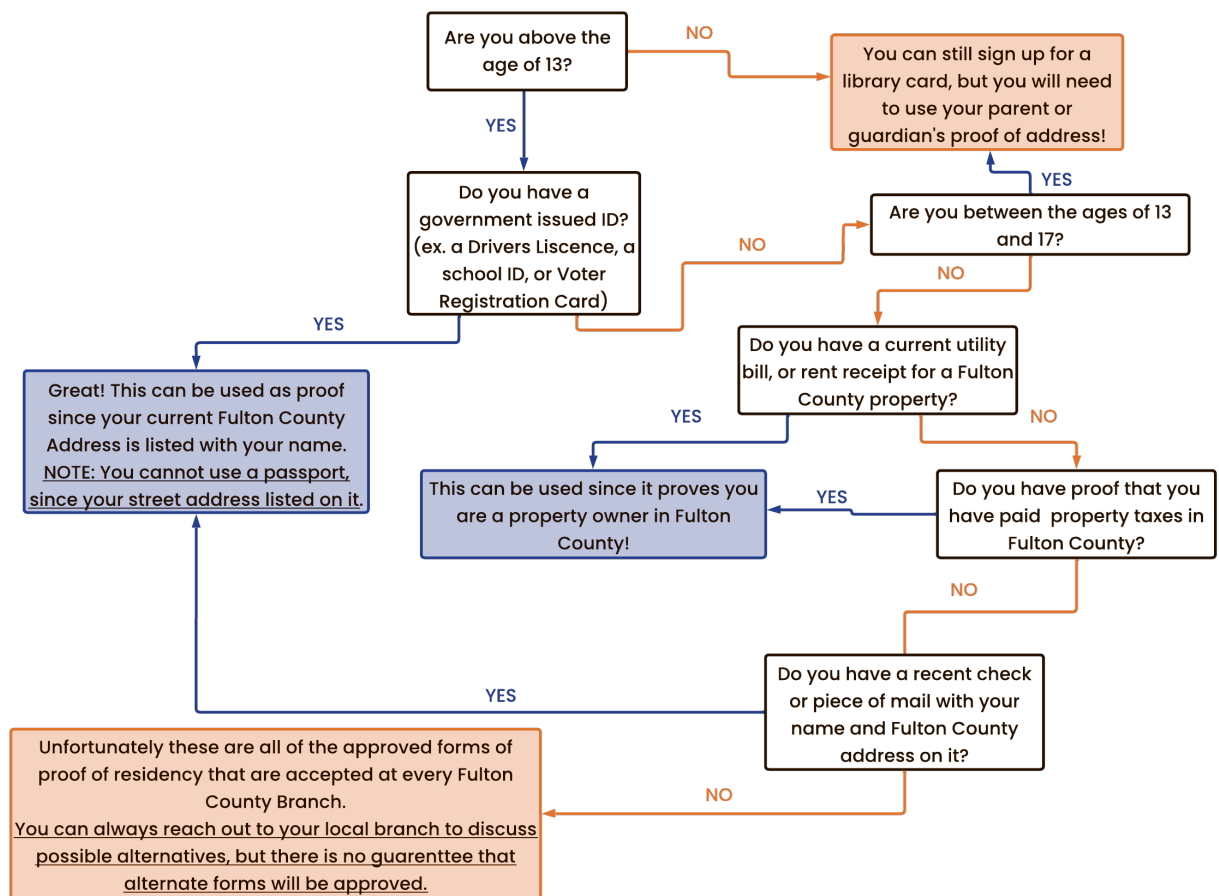 Are you above the
age of 13?
NO
You can still sign up for a
library card, but you will need
to use your parent or
guardian's proof of address!
YES
YES
Do you have a
government issued ID?
(ex. a Drivers Liscence, a
school ID, or Voter
Registration Card)
Are you between the ages of 13
and 17?
NO
NO
YES
Do you have a current utility
bill, or rent receipt for a Fulton
County property?
Great! This can be used as proof
since your current Fulton County
Address is listed with your name.
NOTE: You cannot use a passport,
since your street address listed on it.
YES
NO
This can be used since it proves you
are a property owner in Fulton
County!
YES
Do you have proof that you
have paid  property taxes in
Fulton County?
NO
Do you have a recent check
or piece of mail with your
name and Fulton County
address on it?
YES
Unfortunately these are all of the approved forms of
proof of residency that are accepted at every Fulton
County Branch.
You can always reach out to your local branch to discuss
possible alternatives, but there is no guarenttee that
alternate forms will be approved.
NO